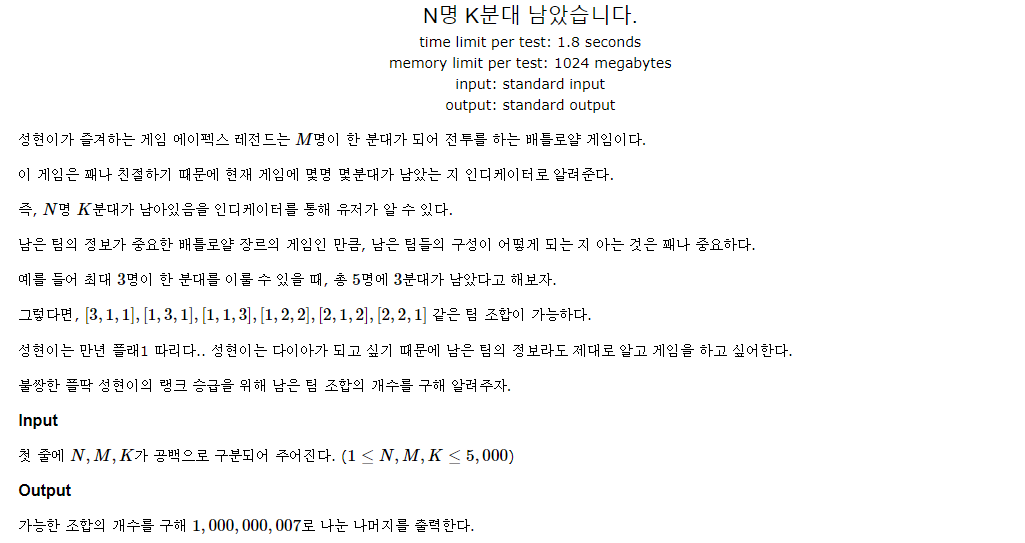 N명 K분대 남았습니다.
time limit per test: 1.8 seconds
memory limit per test: 1024 megabytes
input: standard input
output: standard output
성현이가 즐겨하는 게임 에이펙스 레전드는 M명이 한 분대가 되어 전투를 하는 배틀로얄 게임이다.
이 게임은 꽤나 친절하기 때문에 현재 게임에 몇명 몇분대가 남았는 지 인디케이터로 알려준다.
즉, N명 K분대가 남아있음을 인디케이터를 통해 유저가 알 수 있다.
남은 팀의 정보가 중요한 배틀로얄 장르의 게임인 만큼, 남은 팀들의 구성이 어떻게 되는 지 아는 것은 꽤나 중요하다.
예를 들어 최대 3명이 한 분대를 이룰 수 있을 때, 총 5명에 3분대가 남았다고 해보자.
그렇다면, [3, 1, 1], [1, 3, 1], [1, 1, 3], [1, 2, 2], [2, 1, 2], [2, 2, 1] 같은 팀 조합이 가능하다.
성현이는 만년 플래1 따리다.. 성현이는 다이아가 되고 싶기 때문에 남은 팀의 정보라도 제대로 알고 게임을 하고 싶어한다.
불쌍한 플딱 성현이의 랭크 승급을 위해 남은 팀 조합의 개수를 구해 알려주자.
Input
첫 줄에 N, M, K가 공백으로 구분되어 주어진다. (1 ≤ N, M, K ≤ 5,000)
Output
가능한 조합의 개수를 구해 1,000,000,007로 나눈 나머지를 출력한다.